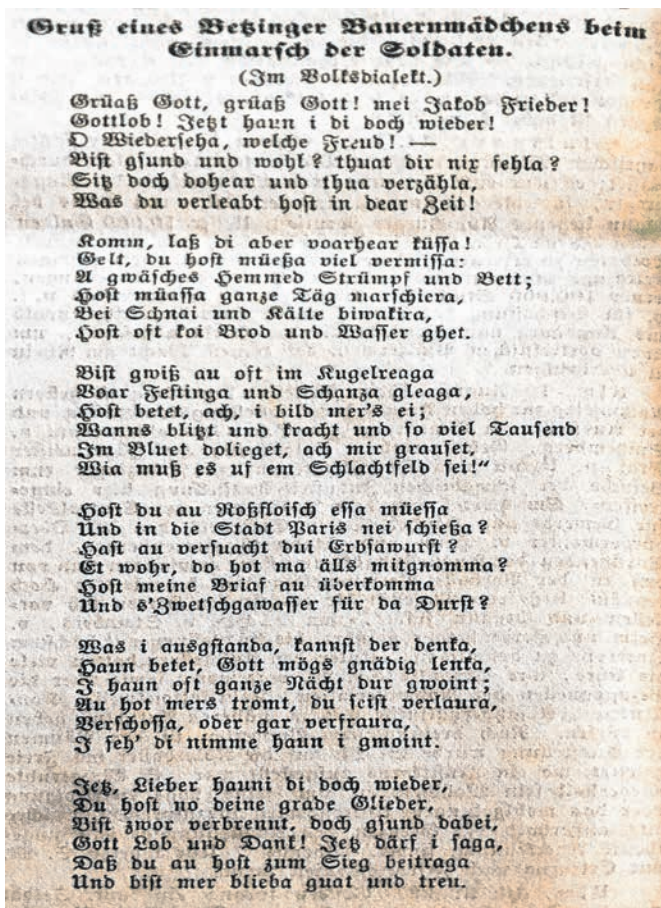 Gruß eines Betzinger Bauernmädchens beim
Einmarsch der Soldaten.
(Im Volksdialekt.)
Grüaß Gott, grüaß Gott! mei Jakob Frieder!
Gottlob! Jetzt haun i di doch wieder!
O Wiederseha, welche Freud! —
Bist gsund und wohl? thuat dir nix fehla?
Sitz doch dohear und thua verzähla,
Was du verleabt host in dear Zeit!
Komm, laß di aber voarhear küssa!
Gelt, du host müeßa viel vermissa:
A gwäsches Hemmed Strümpf und Bett;
Host müassa ganze Täg marschiera,
Bei Schnai und Kälte biwakira,
Host oft koi Brod und Wasser ghet.
Bist gwiß au oft im Kugelreaga
Voar Festinga und Schanza gleaga,
Host betet, ach, i bild mer's ei;
Wanns blitzt und kracht und so viel Tausend
Im Bluet dolieget, ach mir grauset,
Wia muß es uf em Schlachtfeld sei!“
Host du au Roßfloisch essa müessa
Und in die Stadt Paris nei schießa?
Hast au versuacht dui Erbsawurst?
Et wohr, do hot ma älls mitgnomma?
Host meine Briaf au überkomma
Und s'Zwetschgawasser für da Durst?
Was i ausgstanda, kannst der denka,
Haun betet, Gott mögs gnädig lenka,
I haun oft ganze Nächt dur gwoint;
Au hot mers tromt, du seist verlaura,
Verschossa, oder gar verfraura,
I seh' di nimme haun i gmoint.
Jetz, Lieber hauni di doch wieder,
Du host no deine grade Glieder,
Bist zwor verbrennt, doch gsund dabei,
Gott Lob und Dank! Jetz därf i saga,
Daß du au host zum Sieg beitraga
Und bist mer blieba guat und treu.